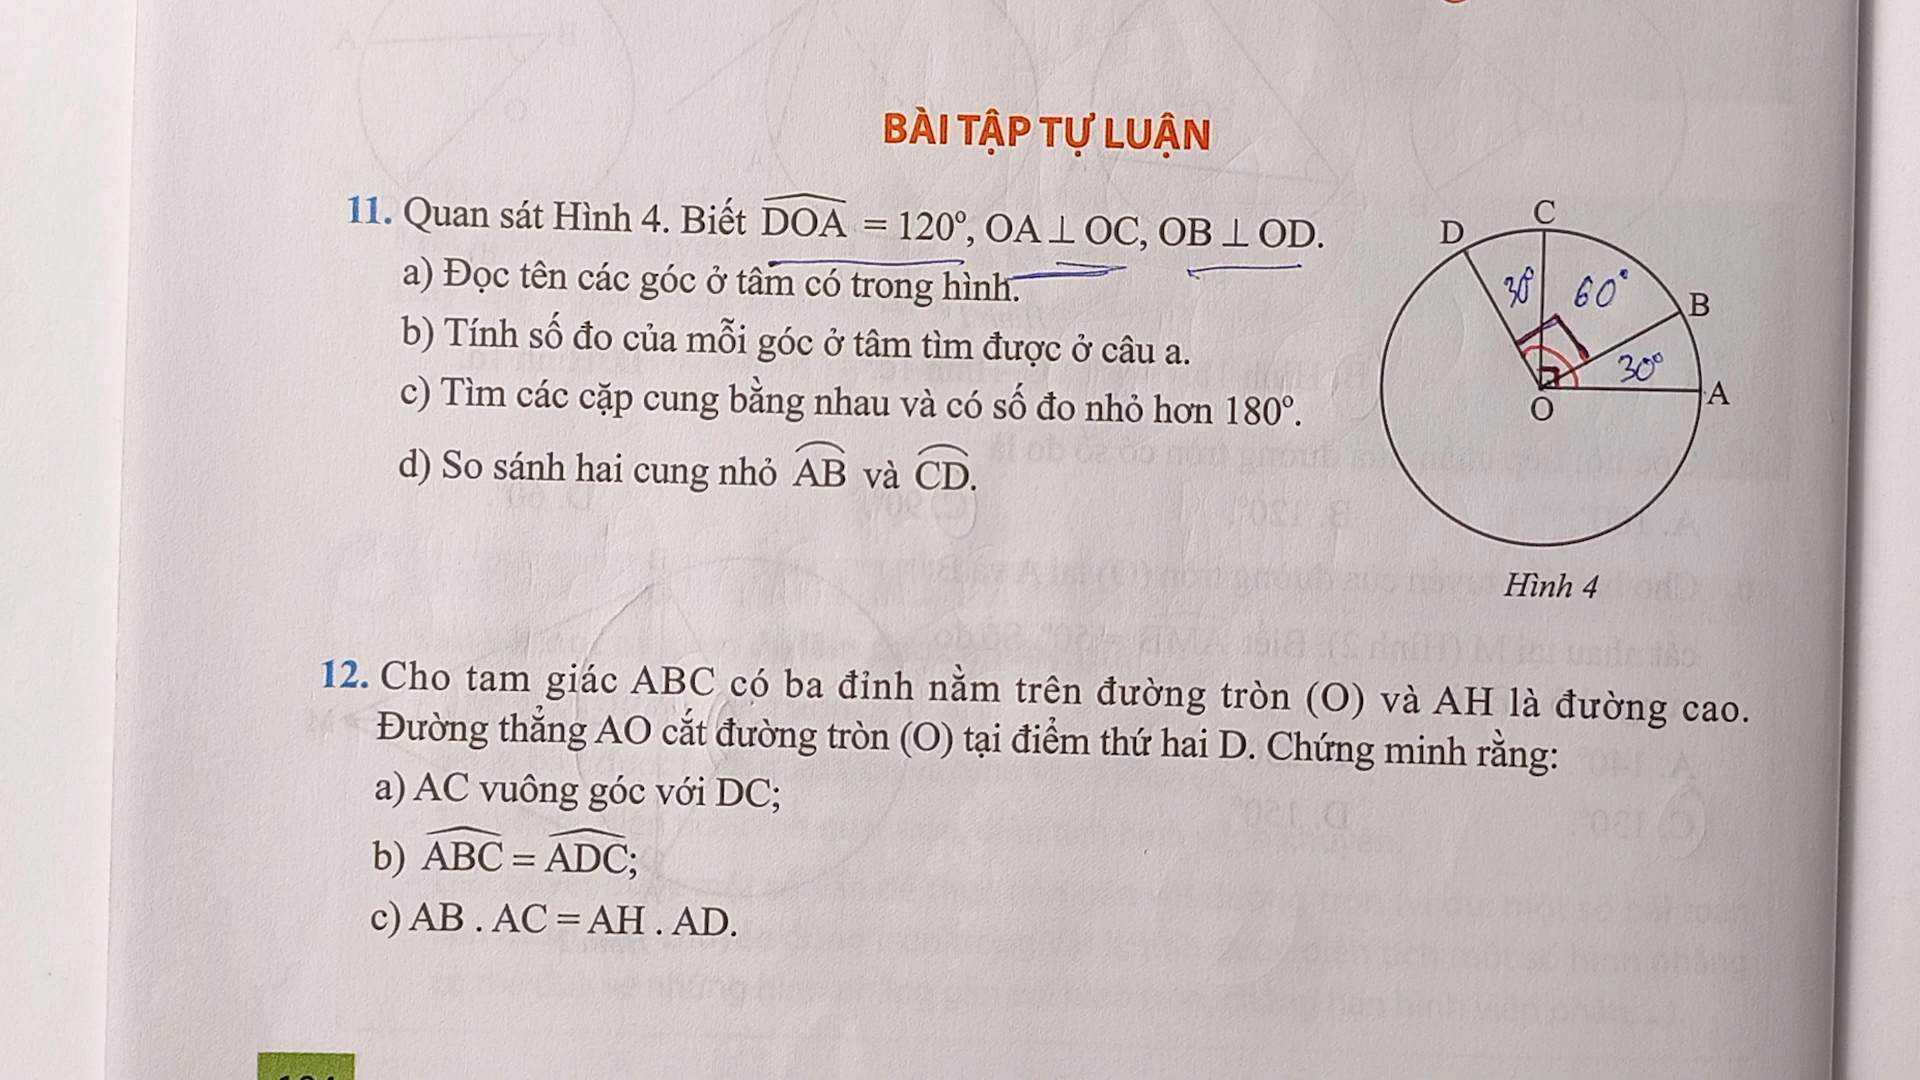 BÀI TẬP TỰ LUẬN
11. Quan sát Hình 4. Biết DOA = 120°, OA ⊥ OC, OB ⊥ OD.
a) Đọc tên các góc ở tâm có trong hình.
b) Tính số đo của mỗi góc ở tâm tìm được ở câu a.
c) Tìm các cặp cung bằng nhau và có số đo nhỏ hơn 180°.
d) So sánh hai cung nhỏ AB và CD.
C
D
30°
60°
B
30°
A
O
Hình 4
12. Cho tam giác ABC có ba đỉnh nằm trên đường tròn (O) và AH là đường cao.
Đường thẳng AO cắt đường tròn (O) tại điểm thứ hai D. Chứng minh rằng:
a) AC vuông góc với DC;
b) ABC = ADC;
c) AB . AC = AH . AD.